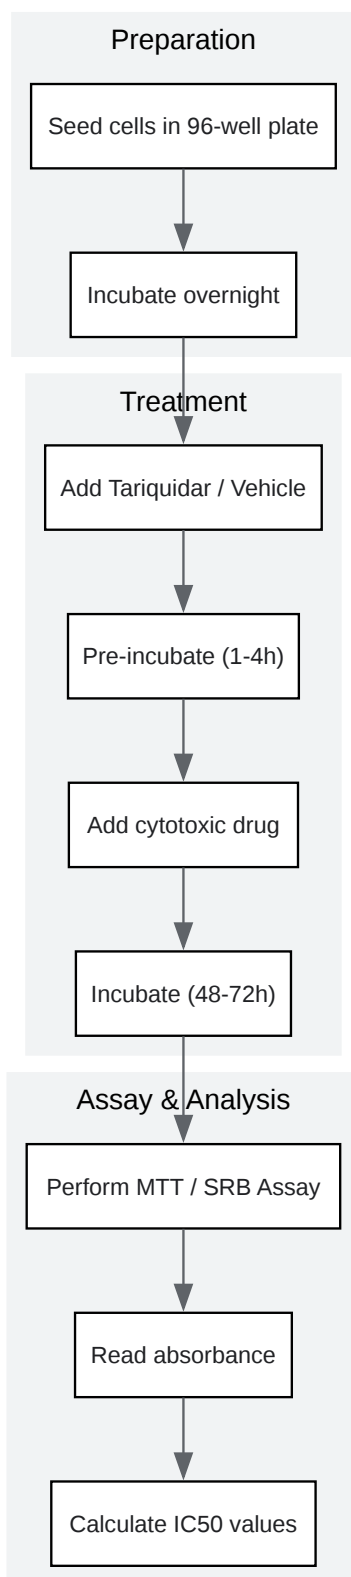 Preparation
Seed cells in 96-well plate
Incubate overnight
Treatment
Add Tariquidar / Vehicle
Pre-incubate (1-4h)
Add cytotoxic drug
Incubate (48-72h)
Assay & Analysis
Perform MTT / SRB Assay
Read absorbance
Calculate IC50 values